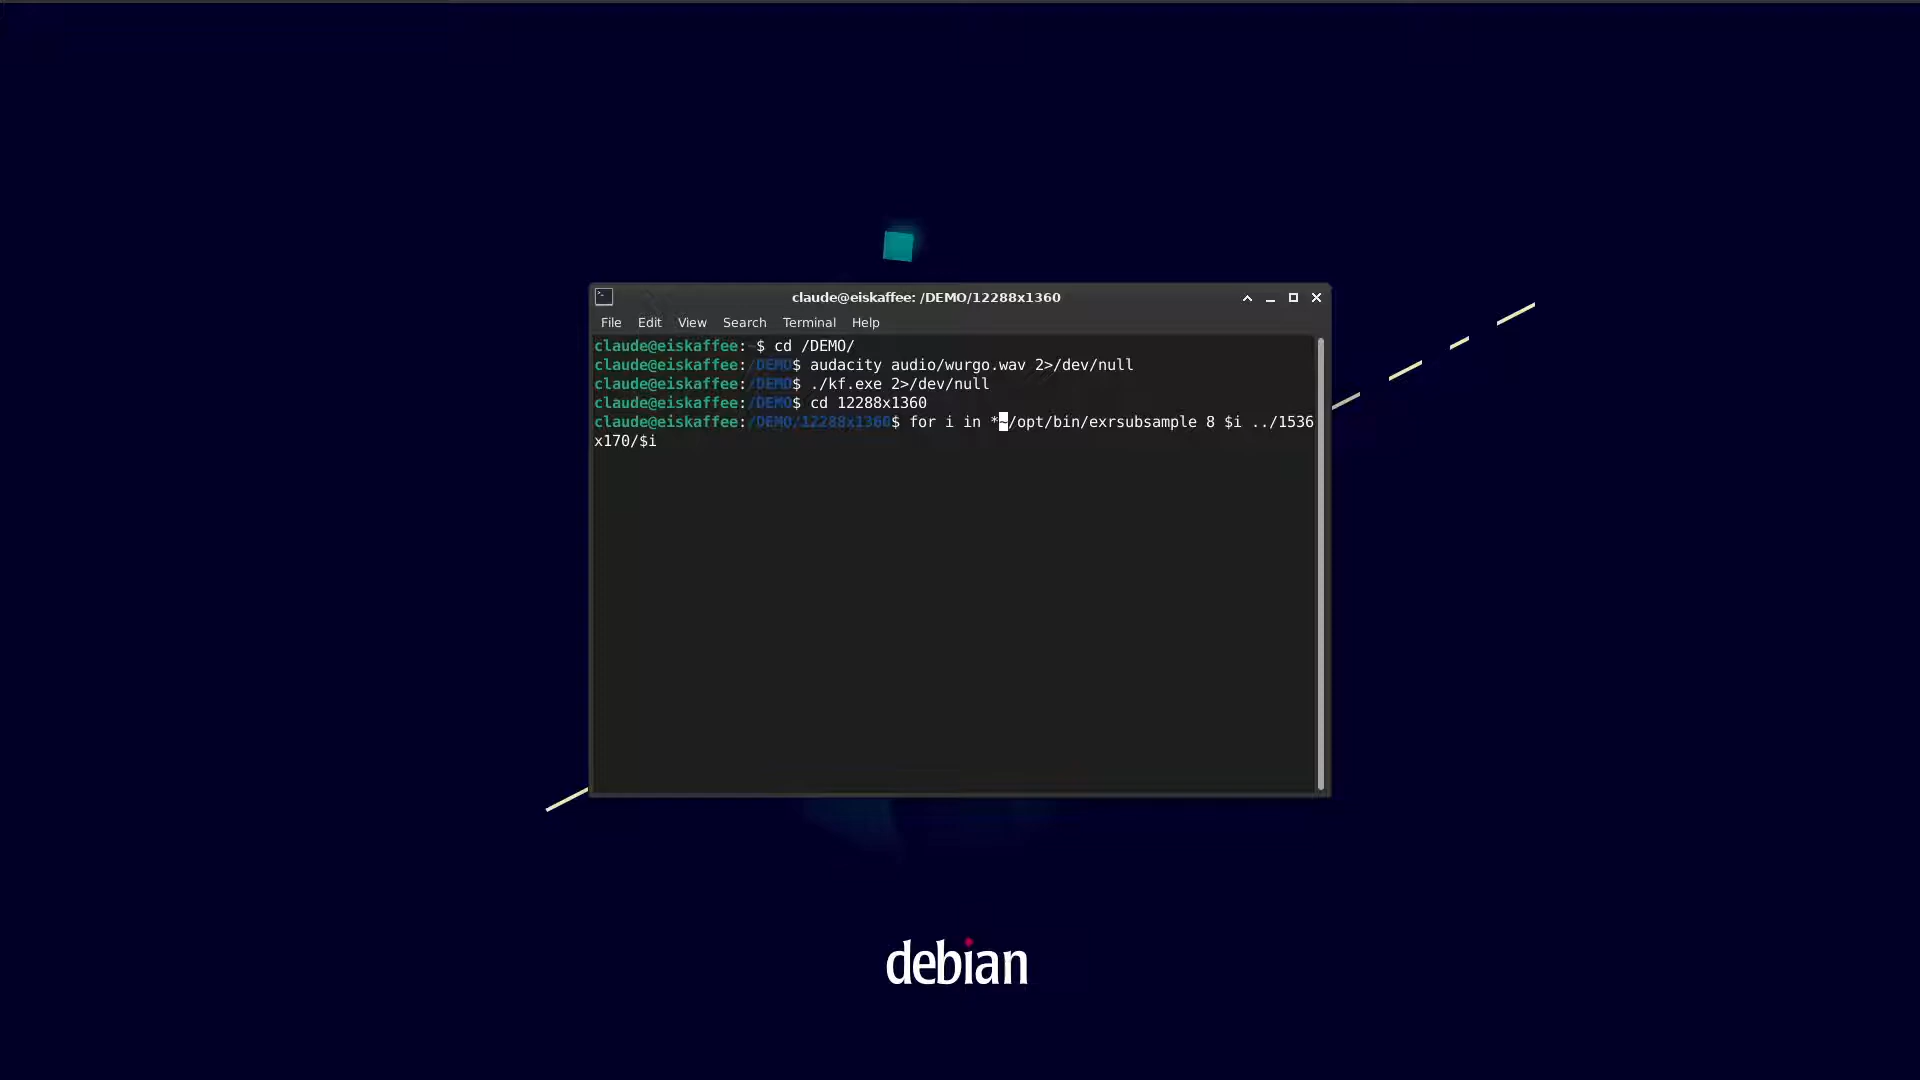 claude@eiskaffee: /DEMO/12288x1360
File Edit View Search Terminal Help
claude@eiskaffee:~$ cd /DEMO/
claude@eiskaffee:/DEMO$ audacity audio/wurgo.wav 2>/dev/null
claude@eiskaffee:/DEMO$ ./kf.exe 2>/dev/null
claude@eiskaffee:/DEMO$ cd 12288x1360
claude@eiskaffee:/DEMO/12288x1360$ for i in *~/opt/bin/exrsubsample 8 $i ../1536
x170/$i
debian